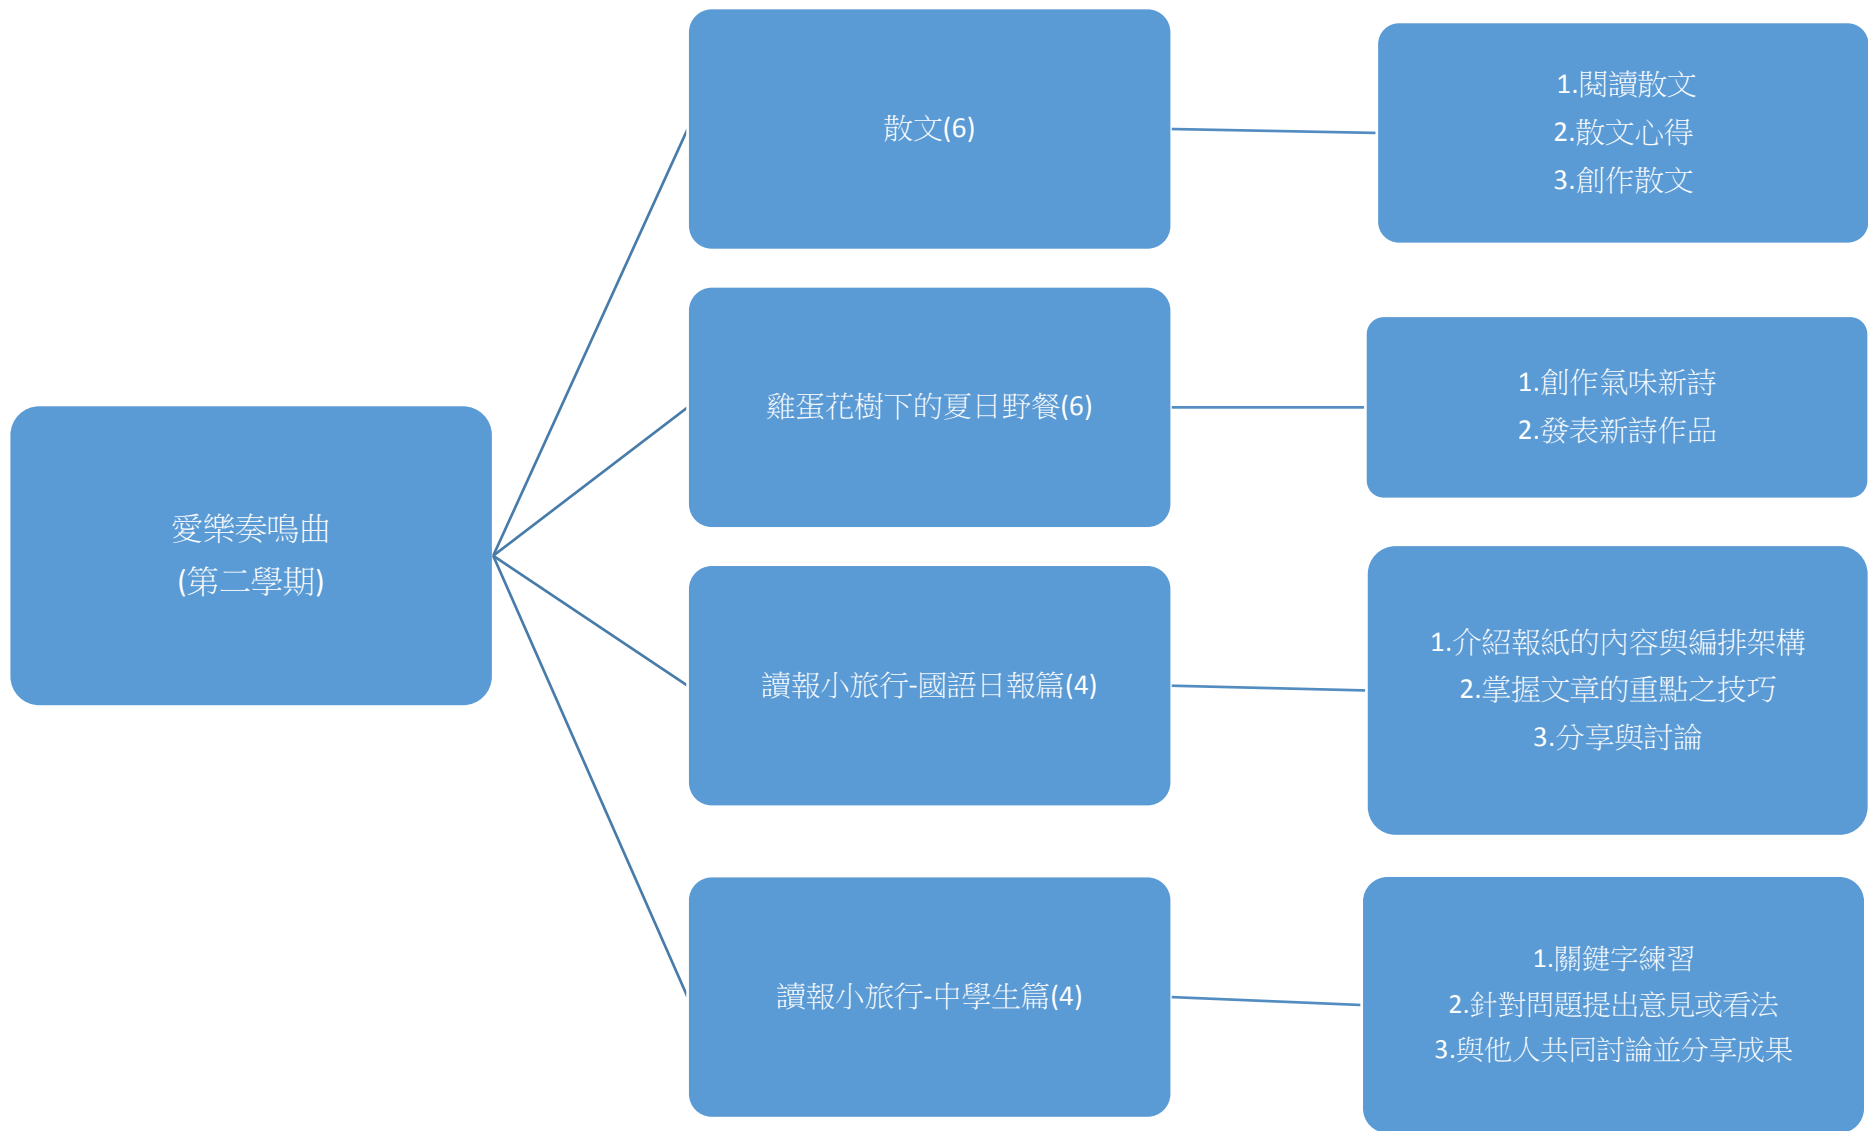 愛樂奏鳴曲
(第二學期)
散文(6)
1.閱讀散文
2.散文心得
3.創作散文
雞蛋花樹下的夏日野餐(6)
1.創作氣味新詩
2.發表新詩作品
讀報小旅行-國語日報篇(4)
1.介紹報紙的內容與編排架構
2.掌握文章的重點之技巧
3.分享與討論
讀報小旅行-中學生篇(4)
1.關鍵字練習
2.針對問題提出意見或看法
3.與他人共同討論並分享成果